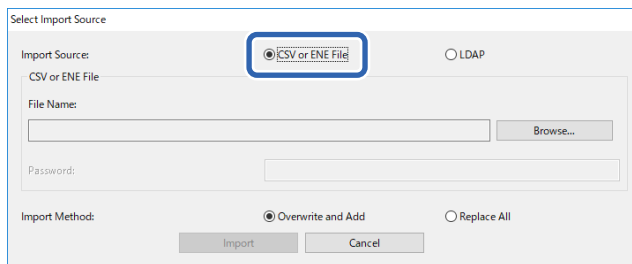 Select Import Source
Import Source: CSV or ENE File LDAP
CSV or ENE File
File Name:
Browse...
Password:
Import Method: Overwrite and Add Replace All
Import Cancel